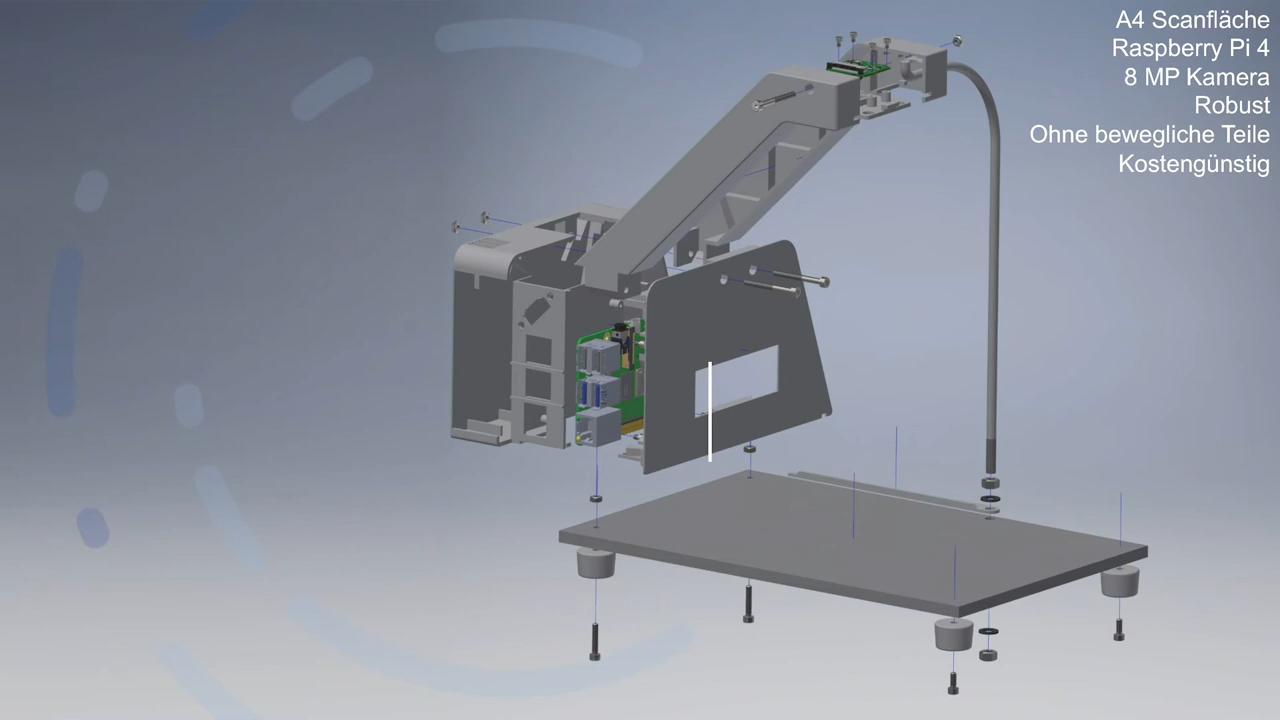 A4 Scanfläche
Raspberry Pi 4
8 MP Kamera
Robust
Ohne bewegliche Teile
Kostengünstig